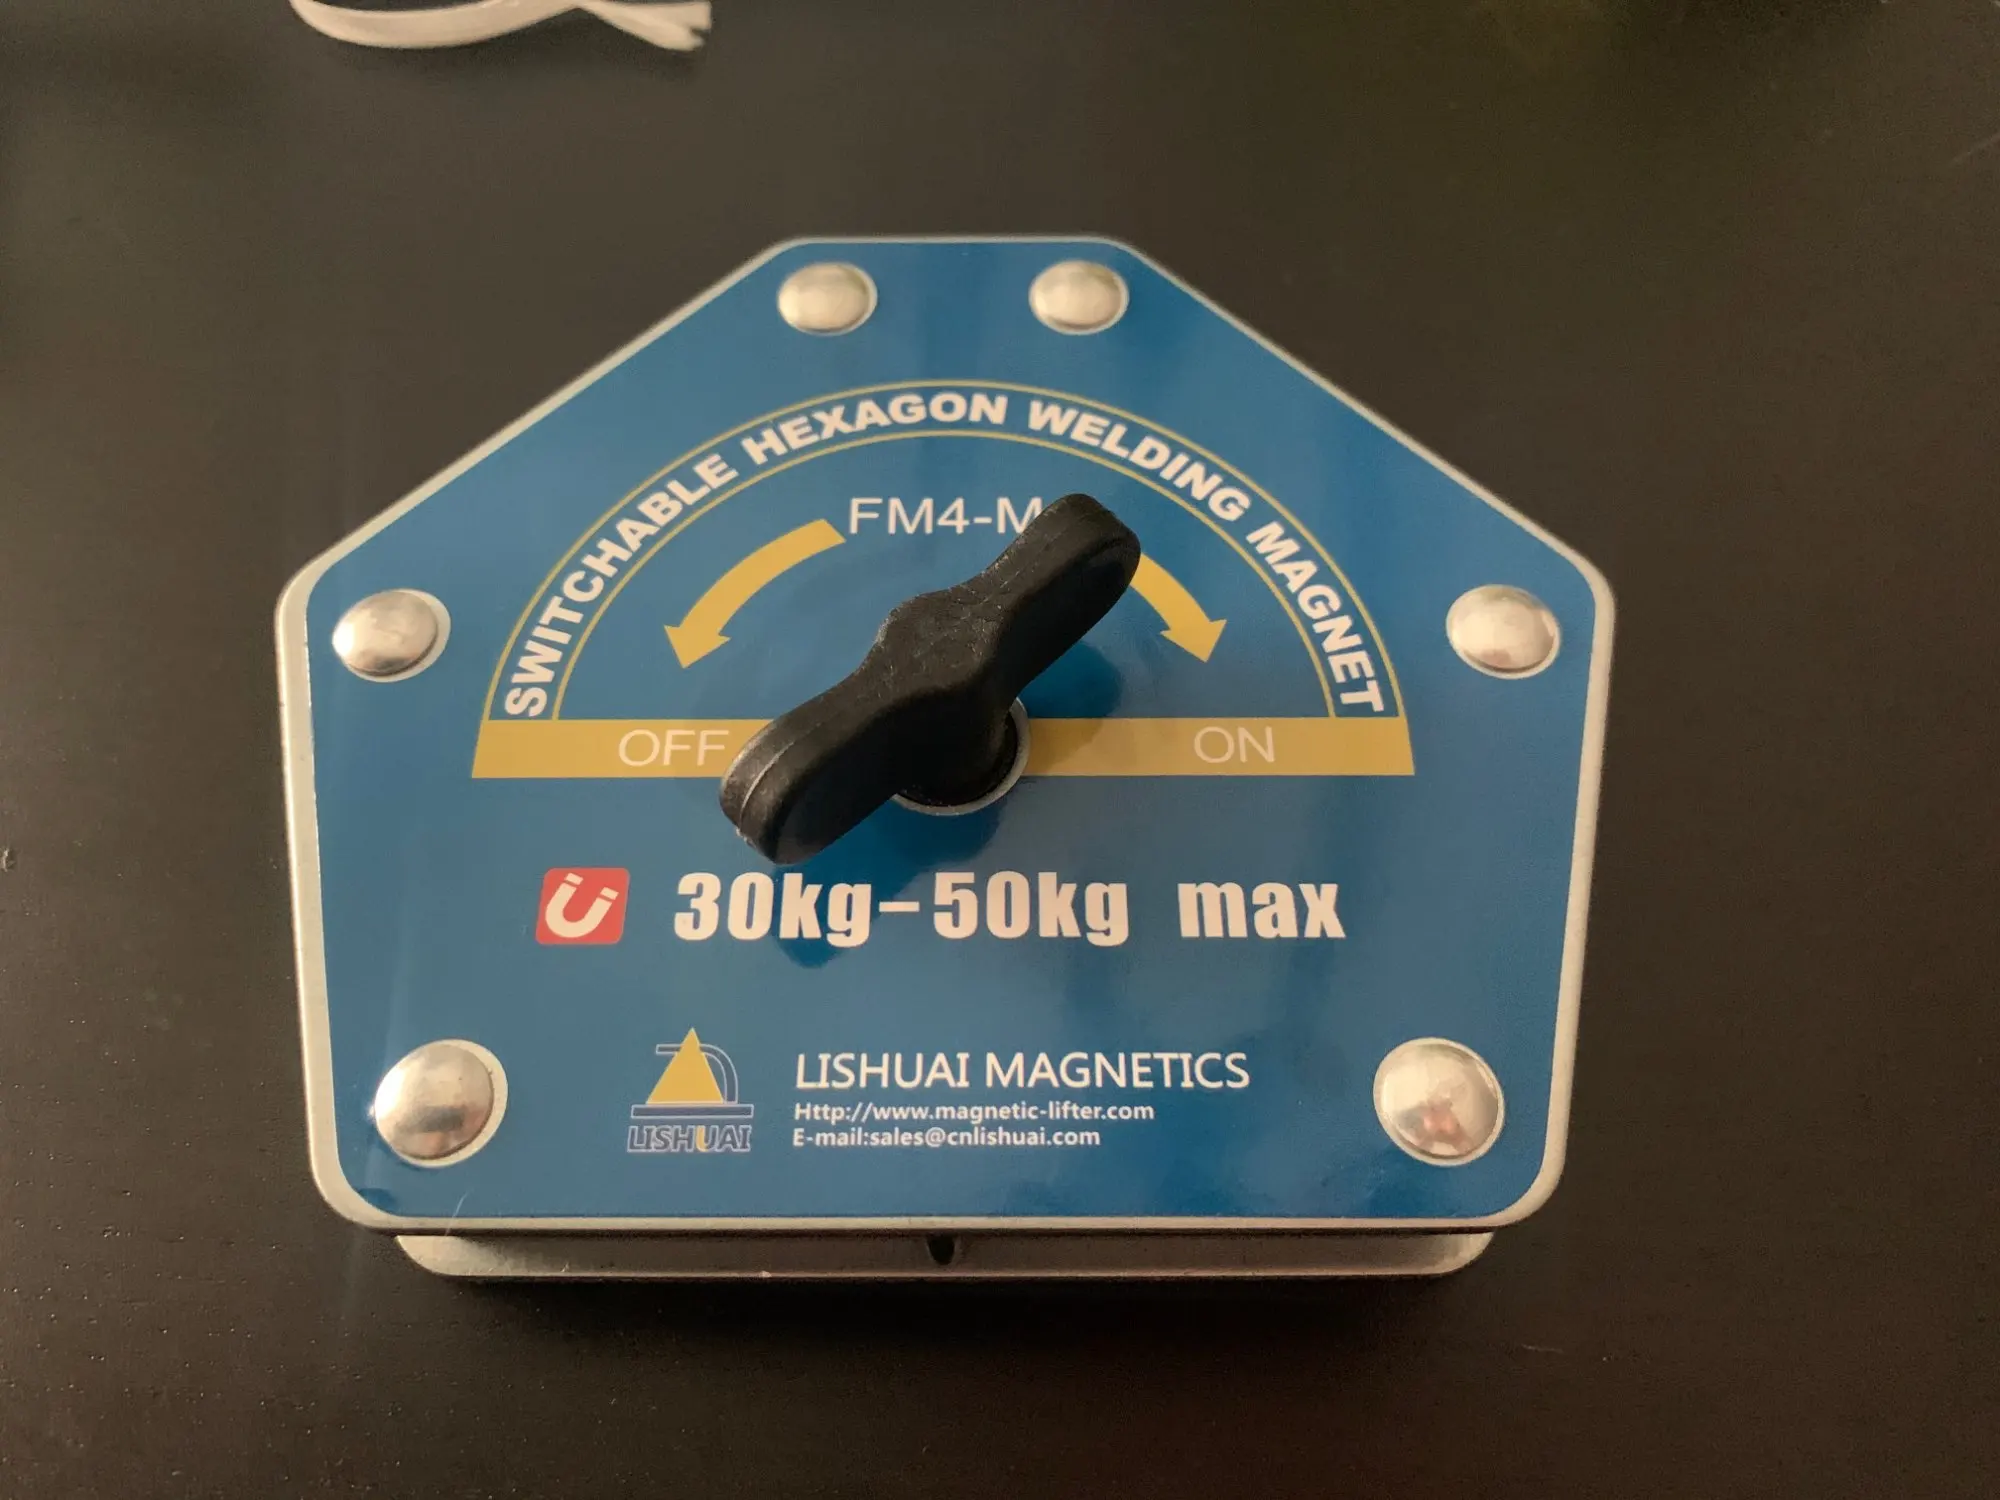 SWITCHABLE HEXAGON WELDING MAGNET
FM4-M
OFF ON
30kg-50kg max
LISHUAI MAGNETICS
Http://www.magnetic-lifter.com
E-mail:sales@cnlishuai.com
LISHUAI